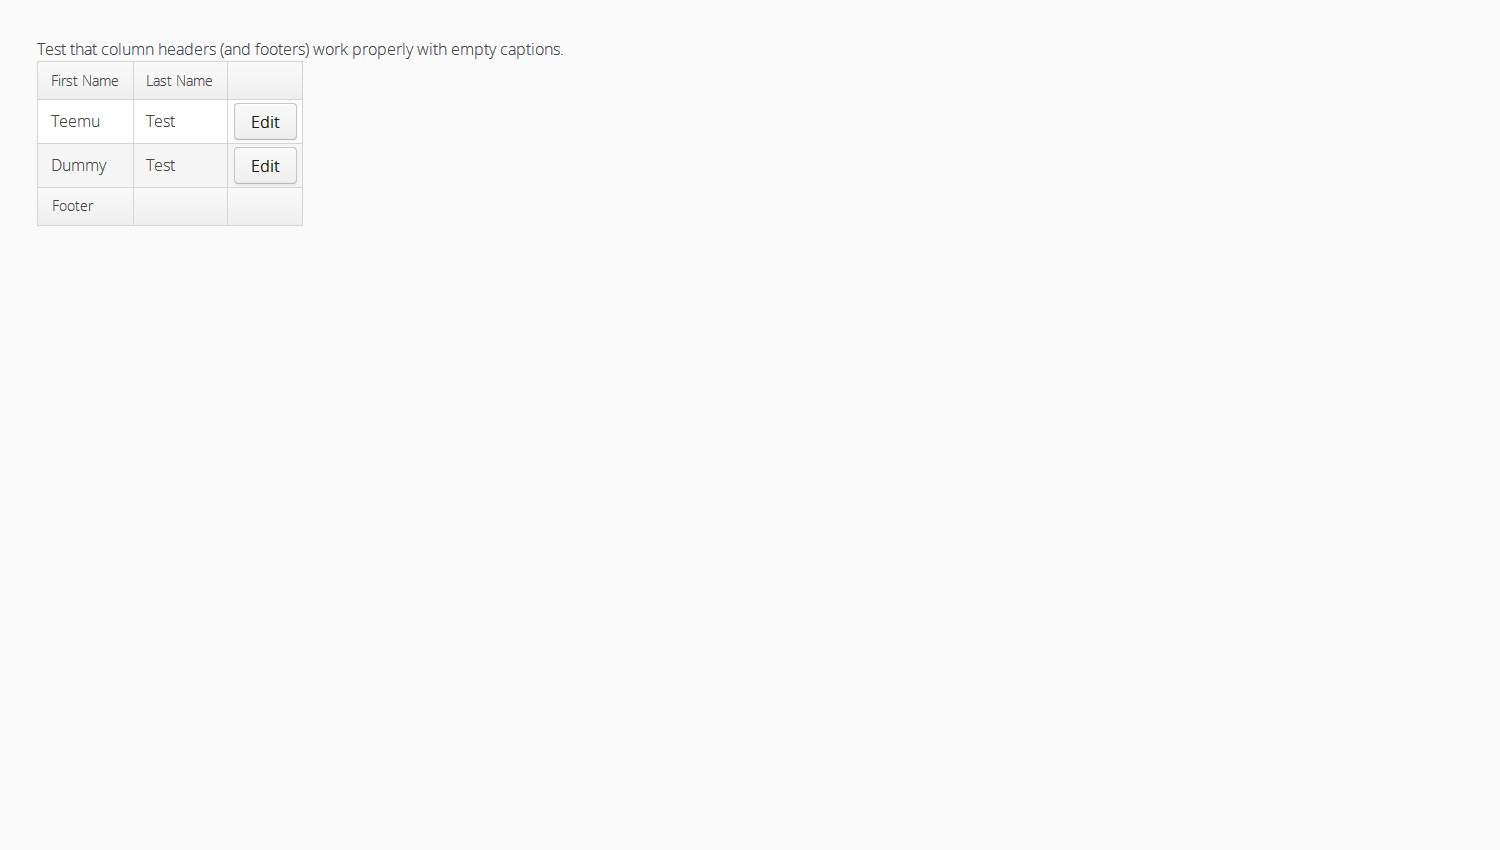 Test that column headers (and footers) work properly with empty captions.
First Name Last Name
Teemu Test Edit
Dummy Test Edit
Footer